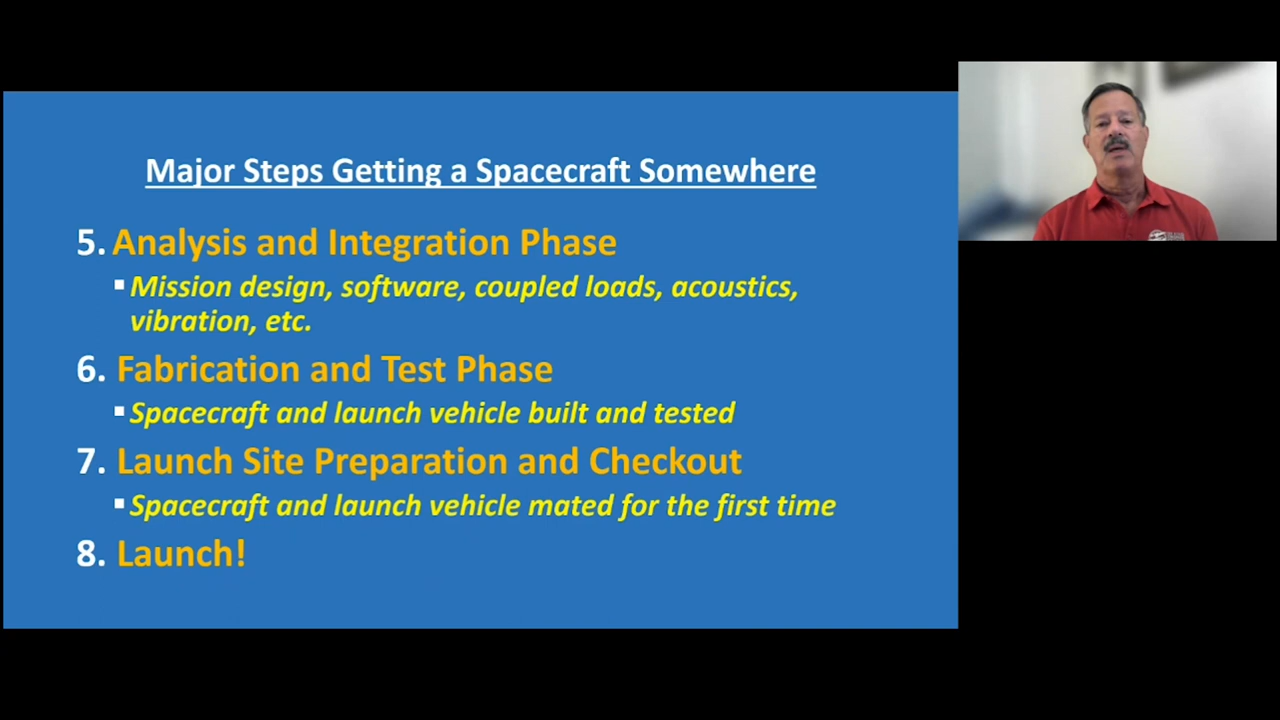 Major Steps Getting a Spacecraft Somewhere
5. Analysis and Integration Phase
▪ Mission design, software, coupled loads, acoustics,
vibration, etc.
6. Fabrication and Test Phase
▪ Spacecraft and launch vehicle built and tested
7. Launch Site Preparation and Checkout
▪ Spacecraft and launch vehicle mated for the first time
8. Launch!